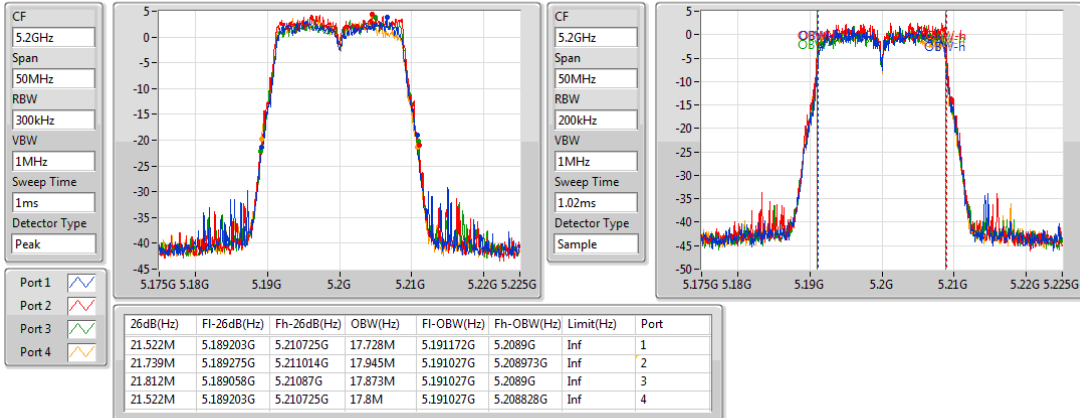 CF
5.2GHz
Span
50MHz
RBW
300kHz
VBW
1MHz
Sweep Time
1ms
Detector Type
Peak
Port 1
Port 2
Port 3
Port 4
5
0
-5
-10
-15
-20
-25
-30
-35
-40
-45
5.175G 5.18G 5.19G 5.2G 5.21G 5.22G 5.225G
CF
5.2GHz
Span
50MHz
RBW
200kHz
VBW
1MHz
Sweep Time
1.02ms
Detector Type
Sample
5
0
-5
-10
-15
-20
-25
-30
-35
-40
-45
-50
OBW-h
5.175G 5.18G 5.19G 5.2G 5.21G 5.22G 5.225G
26dB(Hz) Fl-26dB(Hz) Fh-26dB(Hz) OBW(Hz) Fl-OBW(Hz) Fh-OBW(Hz) Limit(Hz) Port
21.522M 5.189203G 5.210725G 17.728M 5.191172G 5.2089G Inf 1
21.739M 5.189275G 5.211014G 17.945M 5.191027G 5.208973G Inf 2
21.812M 5.189058G 5.21087G 17.873M 5.191027G 5.2089G Inf 3
21.522M 5.189203G 5.210725G 17.8M 5.191027G 5.208828G Inf 4